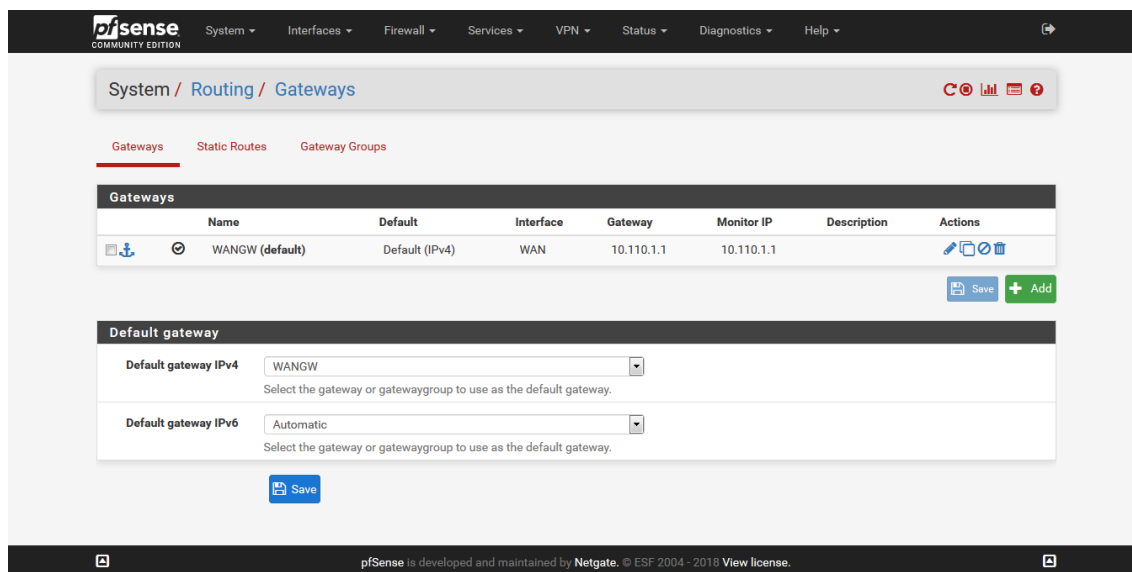 pfsense System Interfaces Firewall Services VPN Status Diagnostics Help
COMMUNITY EDITION
System / Routing / Gateways
Gateways Static Routes Gateway Groups
Gateways
Name Default Interface Gateway Monitor IP Description Actions
WANGW (default) Default (IPv4) WAN 10.110.1.1 10.110.1.1
Save Add
Default gateway
Default gateway IPv4 WANGW
Select the gateway or gatewaygroup to use as the default gateway.
Default gateway IPv6 Automatic
Select the gateway or gatewaygroup to use as the default gateway.
Save
pfSense is developed and maintained by Netgate. © ESF 2004 - 2018 View license.